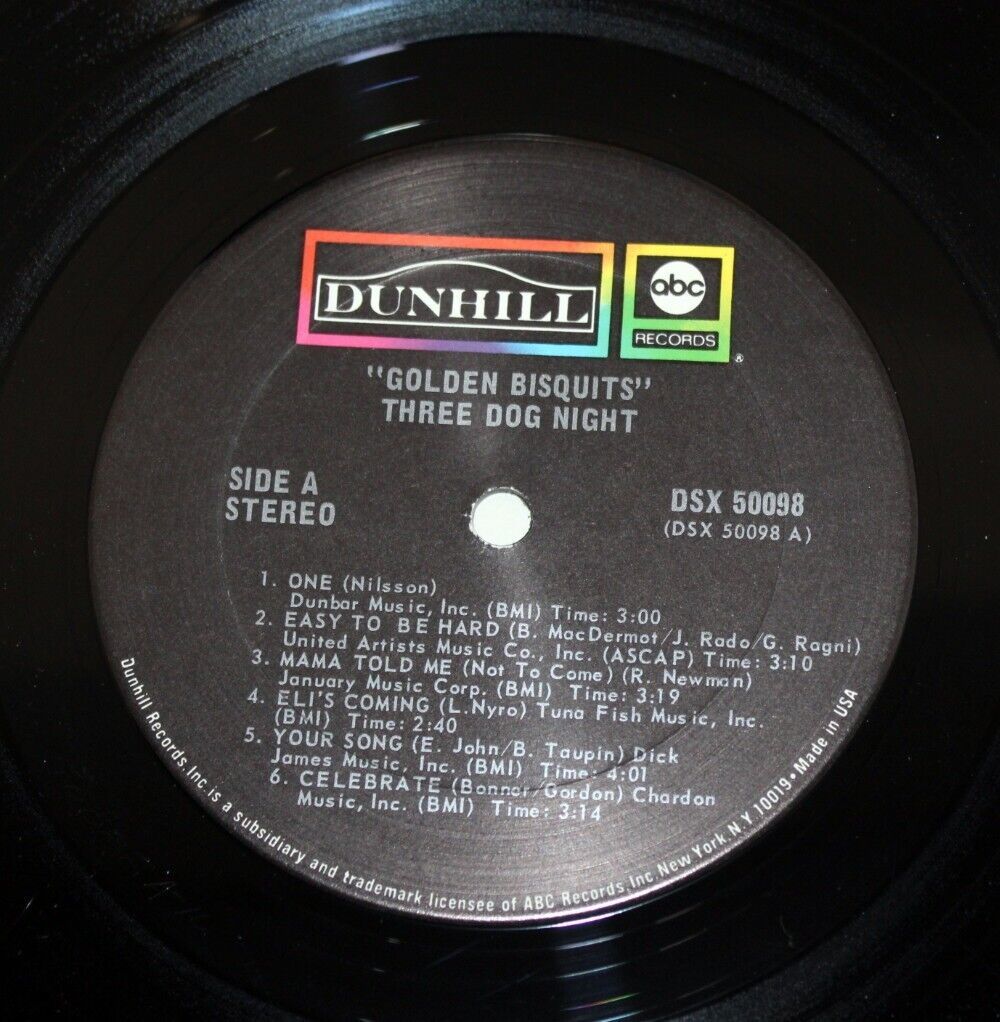 DUNHILL
abc
RECORDS
®
"GOLDEN BISQUITS"
THREE DOG NIGHT
SIDE A
STEREO
DSX 50098
(DSX 50098 A)
1. ONE (Nilsson)
Dunbar Music, Inc. (BMI) Time: 3:00
2. EASY TO BE HARD (B. MacDermot/J. Rado/G. Ragni)
United Artists Music Co., Inc. (ASCAP) Time: 3:10
3. MAMA TOLD ME (Not To Come) (R. Newman)
January Music Corp. (BMI) Time: 3:19
4. ELI'S COMING (L.Nyro) Tuna Fish Music, Inc.
(BMI) Time: 2:40
5. YOUR SONG (E. John/B. Taupin) Dick
James Music, Inc. (BMI) Time: 4:01
6. CELEBRATE (Bonner/Gordon) Chardon
Music, Inc. (BMI) Time: 3:14
Dunhill Records, Inc is a subsidiary and trademark licensee of ABC Records, Inc, New York, N Y 10019 • Made in USA